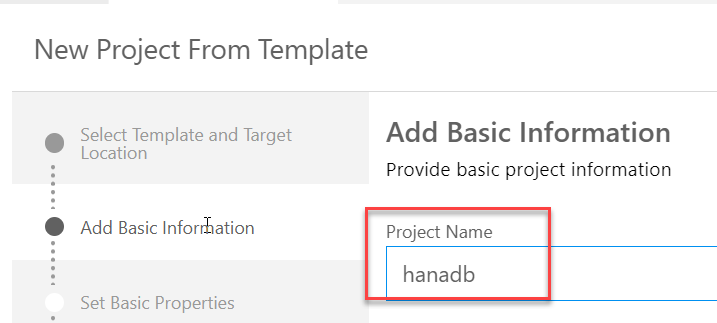 New Project From Template
Select Template and Target
Location
Add Basic Information
Set Basic Properties
Add Basic Information
Provide basic project information
Project Name
hanadb